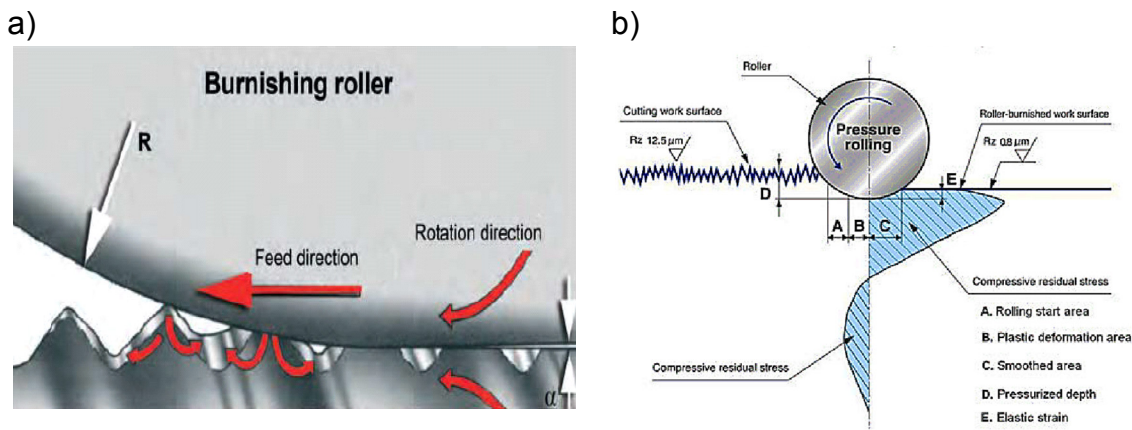 a)
Burnishing roller
R
Rotation direction
Feed direction
α
b)
Roller
Cutting work surface
Rz 12.5 μm
Pressure
rolling
Roller-burnished work surface
Rz 0.8 μm
E
D
A
B
C
Compressive residual stress
A. Rolling start area
B. Plastic deformation area
Compressive residual stress
C. Smoothed area
D. Pressurized depth
E. Elastic strain